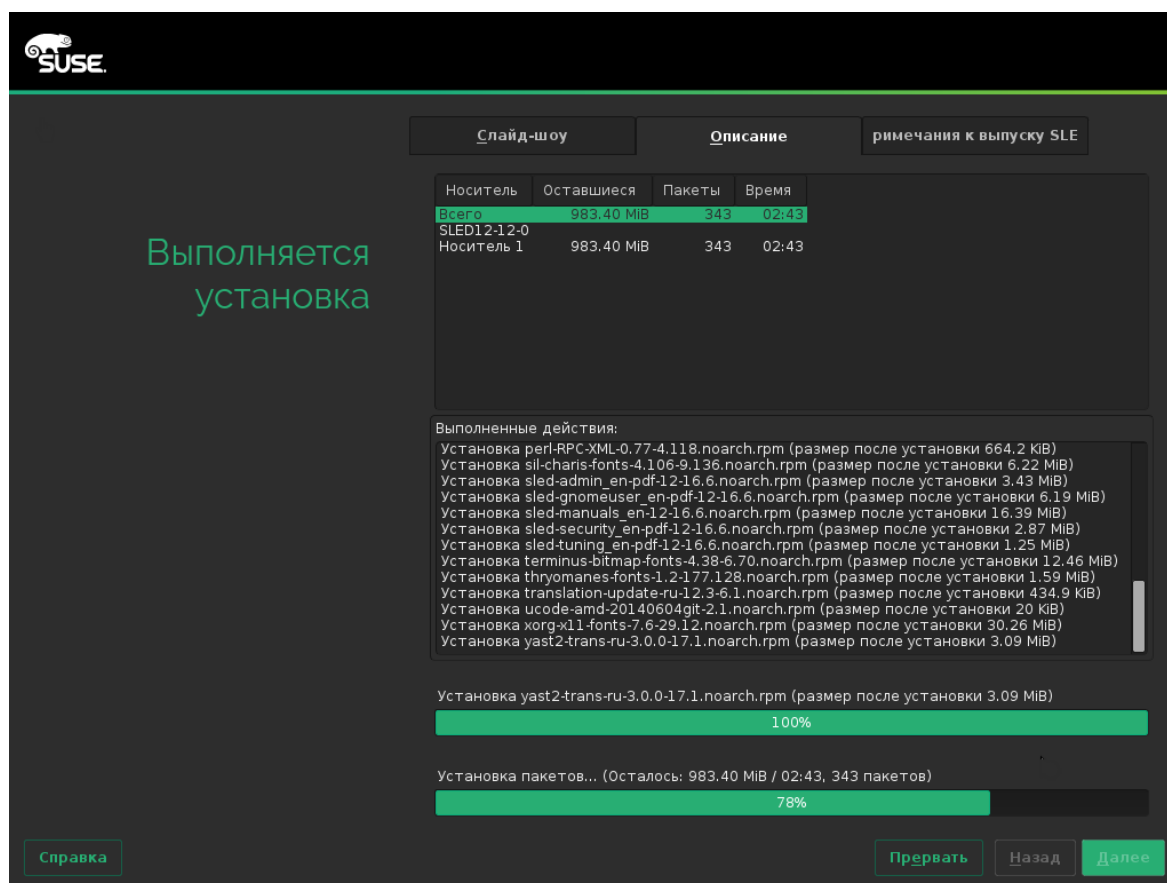 SUSE.
Слайд-шоу Описание римечания к выпуску SLE
Выполняется
установка
Носитель Оставшиеся Пакеты Время
Всего 983.40 MiB 343 02:43
SLED12-12-0
Носитель 1 983.40 MiB 343 02:43
Выполненные действия:
Установка perl-RPC-XML-0.77-4.118.noarch.rpm (размер после установки 664.2 KiB)
Установка sil-charis-fonts-4.106-9.136.noarch.rpm (размер после установки 6.22 MiB)
Установка sled-admin_en-pdf-12-16.6.noarch.rpm (размер после установки 3.43 MiB)
Установка sled-gnomeuser_en-pdf-12-16.6.noarch.rpm (размер после установки 6.19 MiB)
Установка sled-manuals_en-12-16.6.noarch.rpm (размер после установки 16.39 MiB)
Установка sled-security_en-pdf-12-16.6.noarch.rpm (размер после установки 2.87 MiB)
Установка sled-tuning_en-pdf-12-16.6.noarch.rpm (размер после установки 1.25 MiB)
Установка terminus-bitmap-fonts-4.38-6.70.noarch.rpm (размер после установки 12.46 MiB)
Установка thryomanes-fonts-1.2-177.128.noarch.rpm (размер после установки 1.59 MiB)
Установка translation-update-ru-12.3-6.1.noarch.rpm (размер после установки 434.9 KiB)
Установка ucode-amd-20140604git-2.1.noarch.rpm (размер после установки 20 KiB)
Установка xorg-x11-fonts-7.6-29.12.noarch.rpm (размер после установки 30.26 MiB)
Установка yast2-trans-ru-3.0.0-17.1.noarch.rpm (размер после установки 3.09 MiB)
Установка yast2-trans-ru-3.0.0-17.1.noarch.rpm (размер после установки 3.09 MiB)
100%
Установка пакетов... (Осталось: 983.40 MiB / 02:43, 343 пакетов)
78%
Справка Прервать Назад Далее